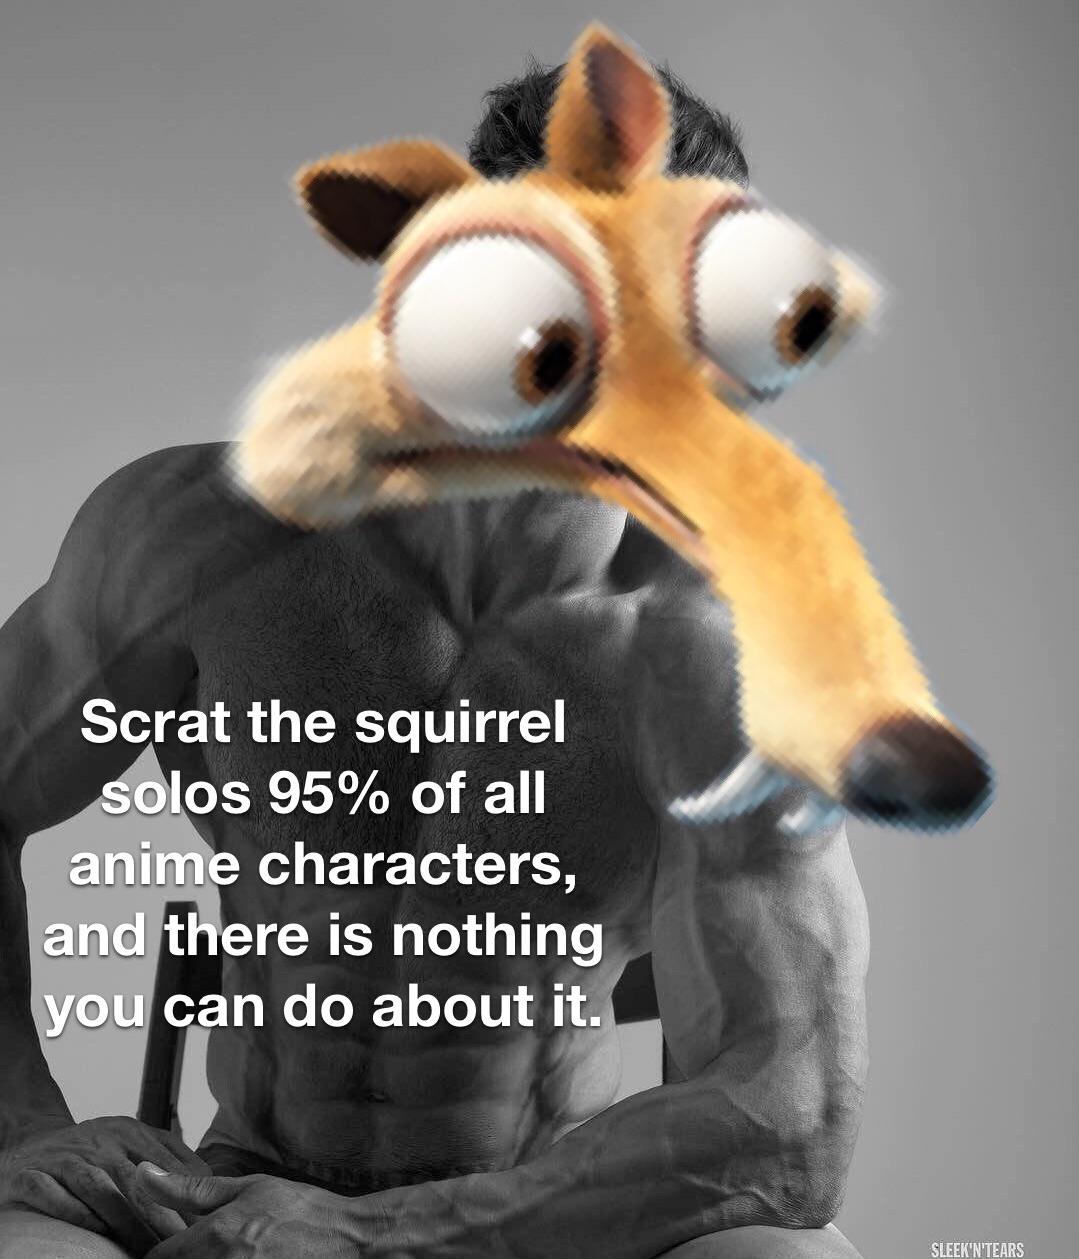 Scrat the squirrel
solos 95% of all
anime characters,
and there is nothing
you can do about it.
SLEEK'N'TEARS